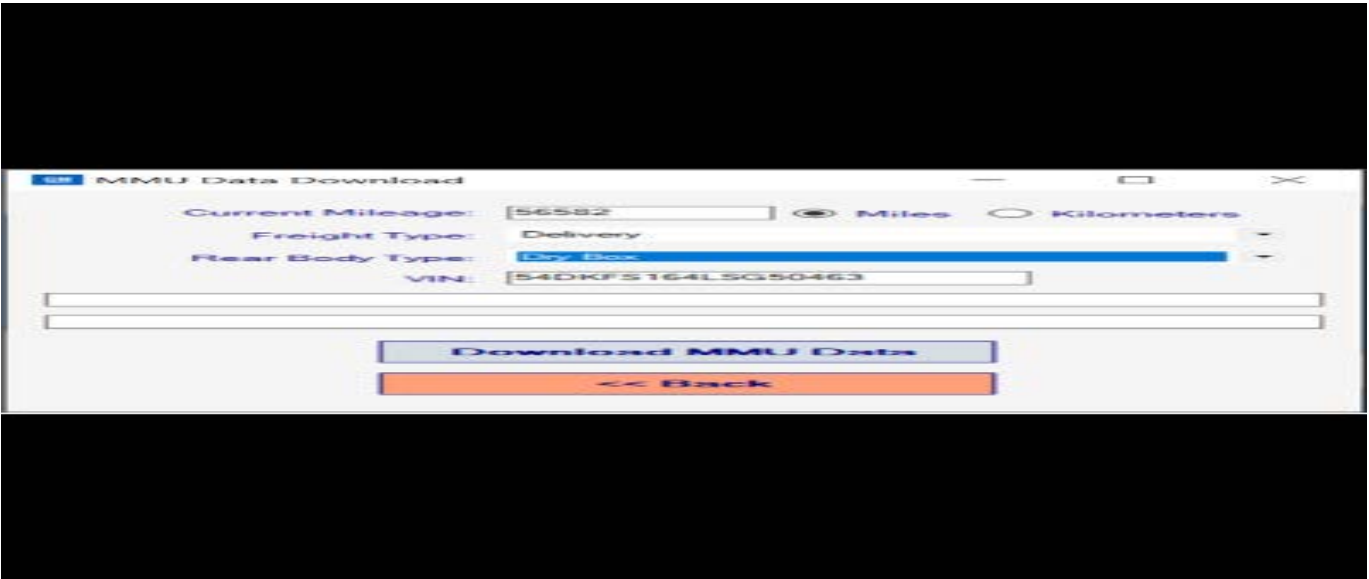 GM MMU Data Download
Current Mileage: 56582 Miles Kilometers
Freight Type: Delivery
Rear Body Type: Dry Box
VIN: 54DKFS164LSG50463
Download MMU Data
<< Back